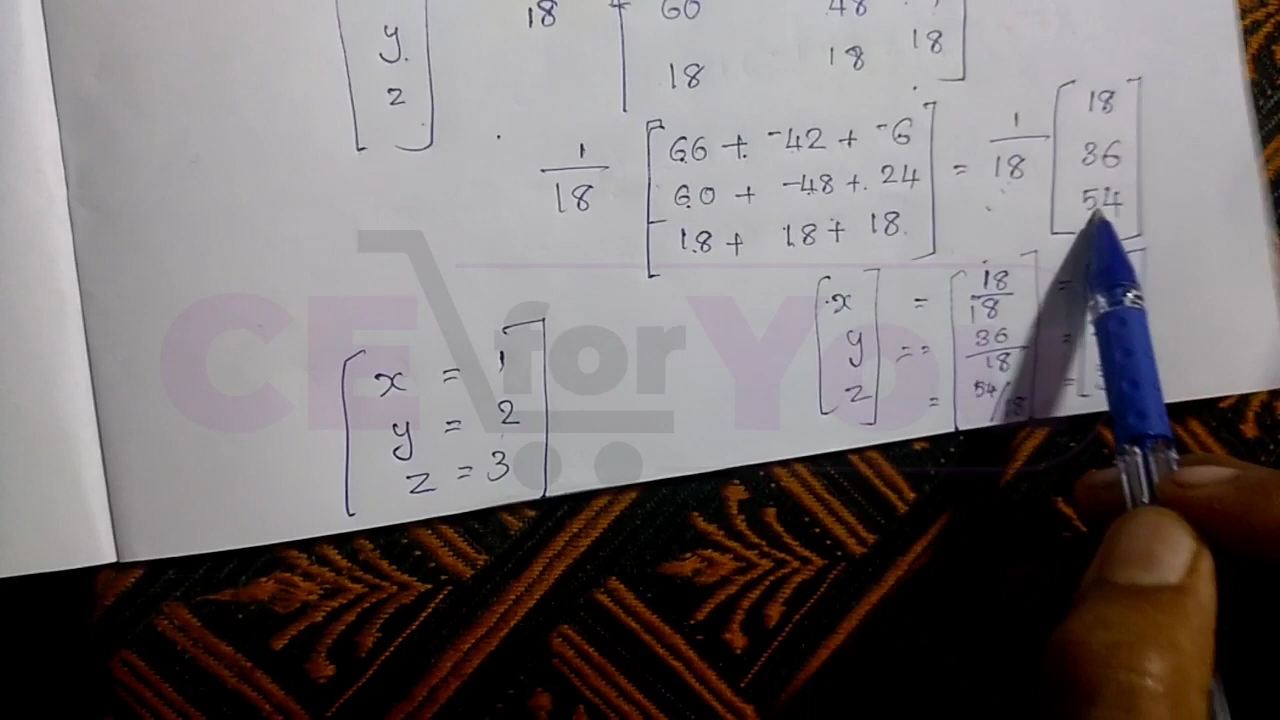 18 60 48
y 18 18 18
z
1/18 [66 + -42 + -6 = 1/18 [18
60 + -48 + 24 36
18 + 18 + 18 54
x = 18/18 =
y = = 36/18 =
z = 54/18 =
x = 1
y = 2
z = 3
CE for You